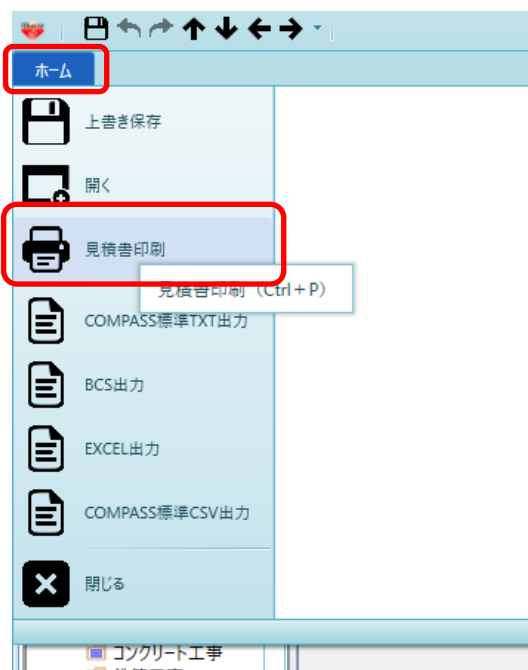 ホーム
上書き保存
開く
見積書印刷
見積書印刷（Ctrl＋P）
COMPASS標準TXT出力
BCS出力
EXCEL出力
COMPASS標準CSV出力
閉じる
コンクリート工事